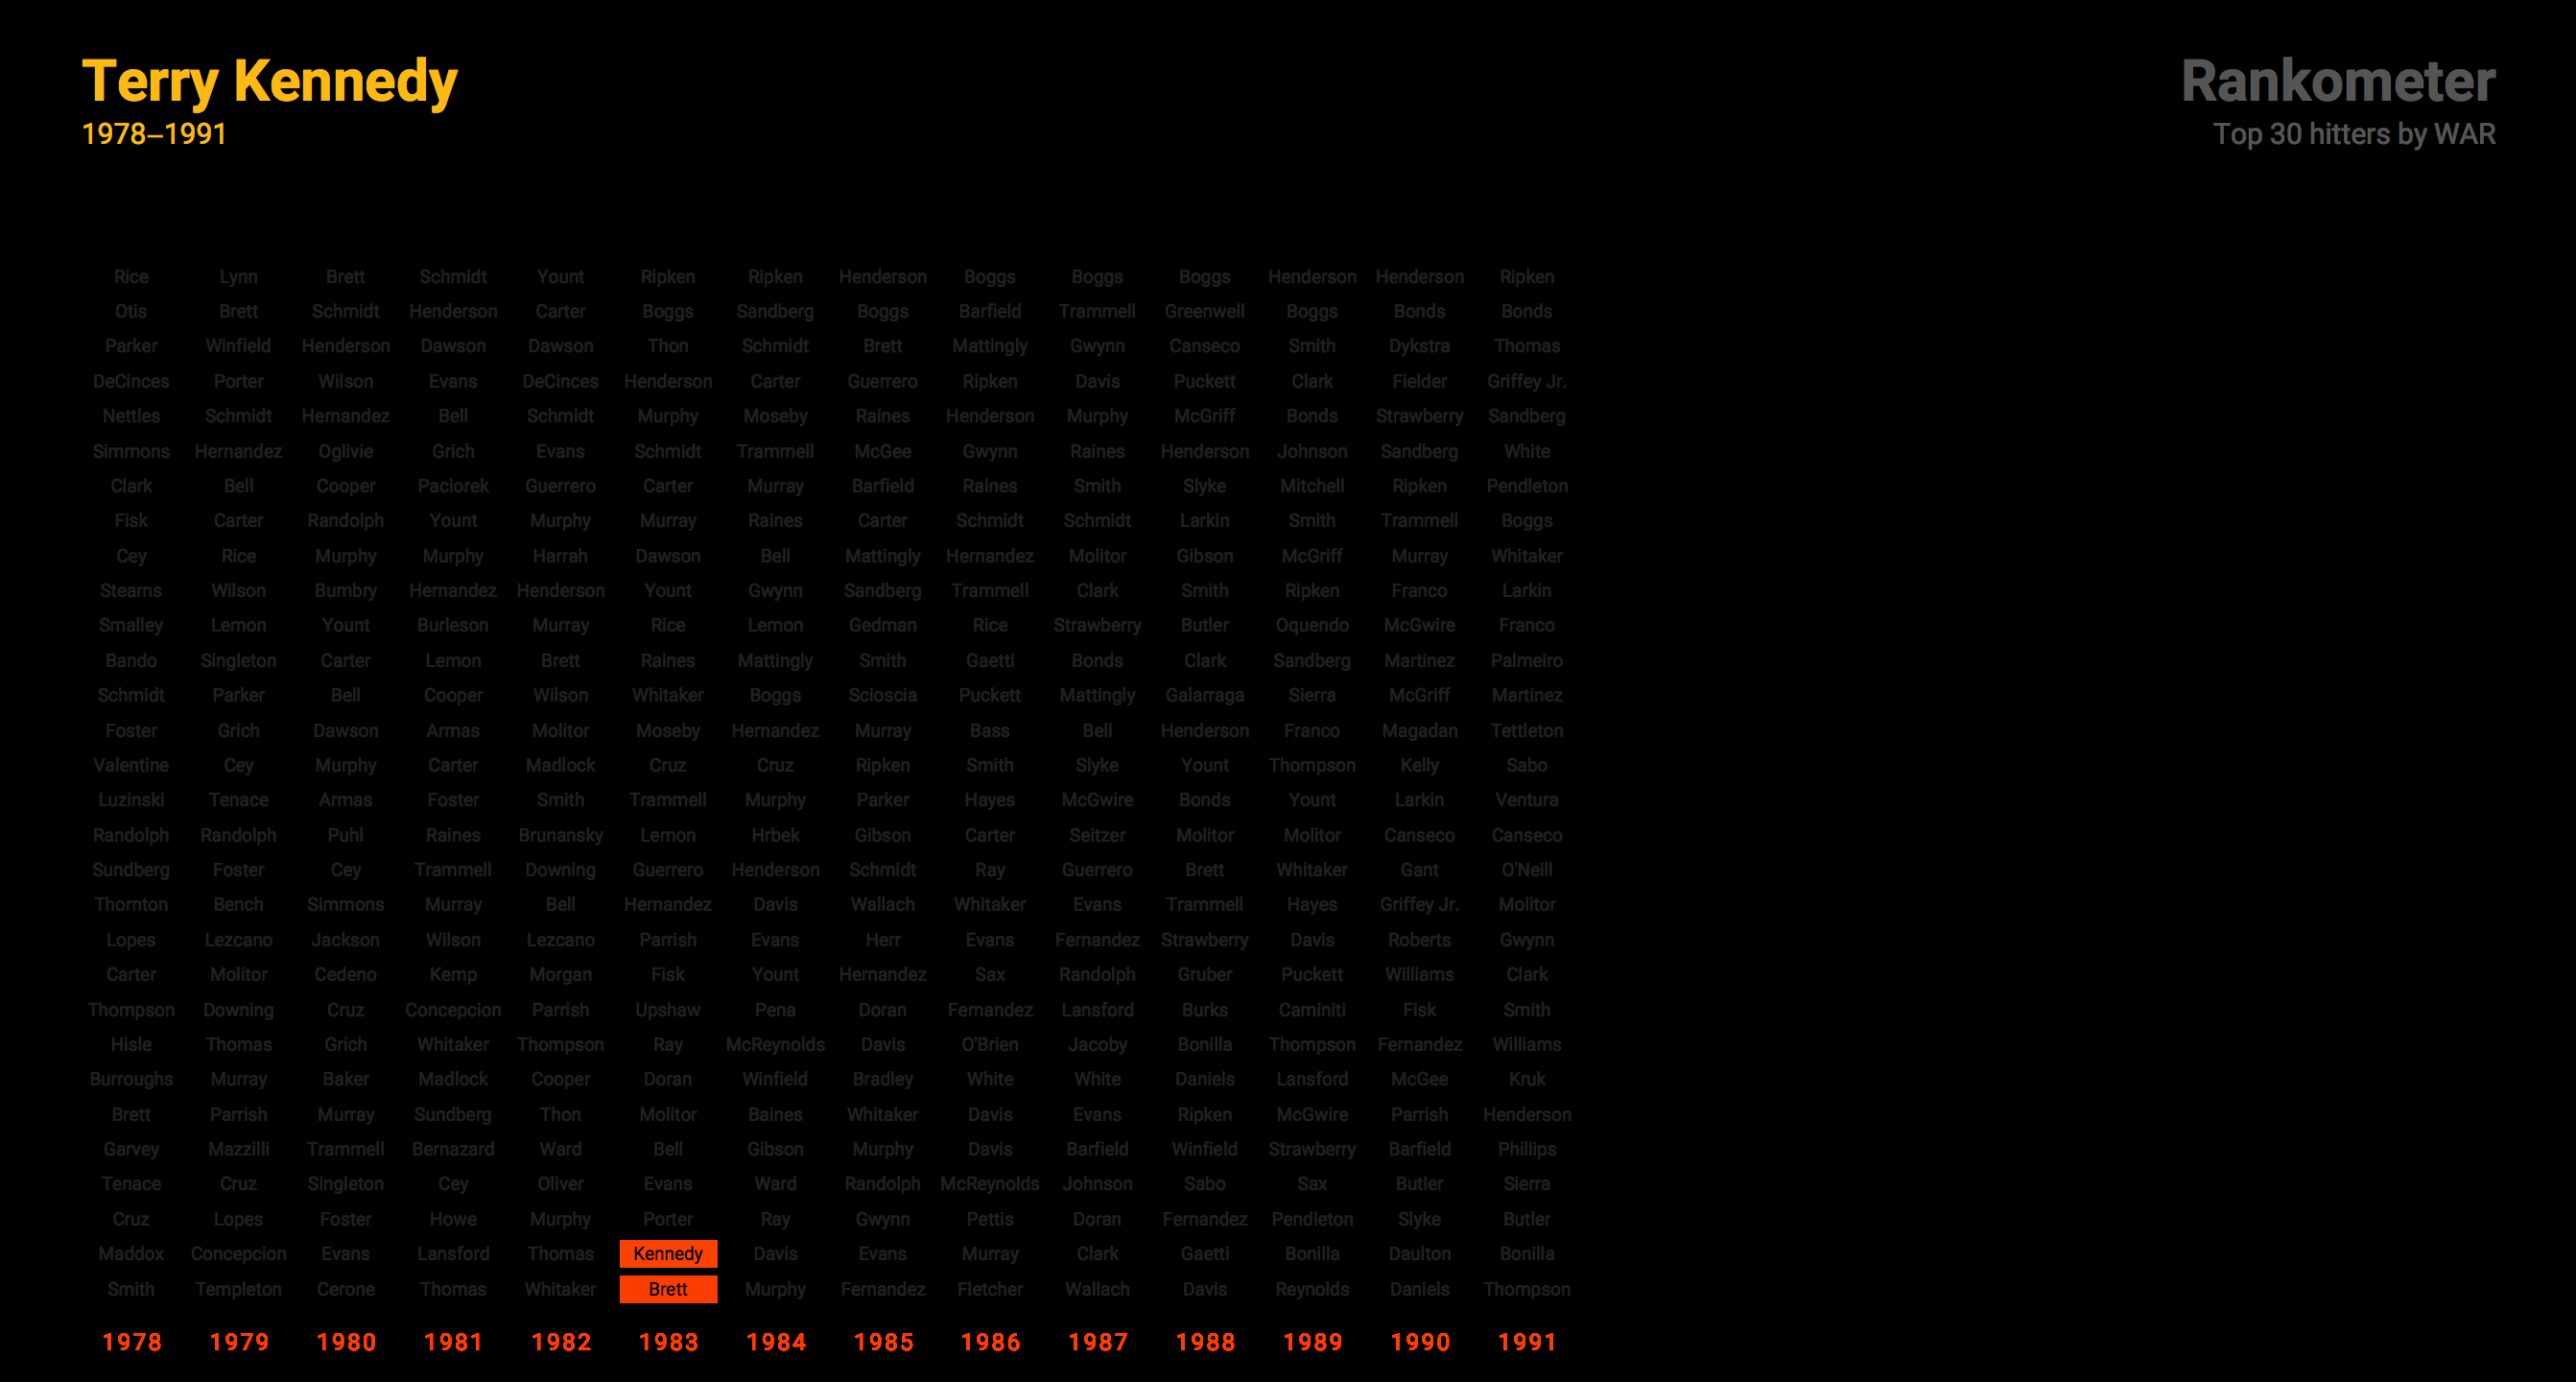 Terry Kennedy
1978–1991
Rankometer
Top 30 hitters by WAR
Rice Lynn Brett Schmidt Yount Ripken Ripken Henderson Boggs Boggs Boggs Henderson Henderson Ripken
Otis Brett Schmidt Henderson Carter Boggs Sandberg Boggs Barfield Trammell Greenwell Boggs Bonds Bonds
Parker Winfield Henderson Dawson Dawson Thon Schmidt Brett Mattingly Gwynn Canseco Smith Dykstra Thomas
DeCinces Porter Wilson Evans DeCinces Henderson Carter Guerrero Ripken Davis Puckett Clark Fielder Griffey Jr.
Nettles Schmidt Hernandez Bell Schmidt Murphy Moseby Raines Henderson Murphy McGriff Bonds Strawberry Sandberg
Simmons Hernandez Oglivie Grich Evans Schmidt Trammell McGee Gwynn Raines Henderson Johnson Sandberg White
Clark Bell Cooper Paciorek Guerrero Carter Murray Barfield Raines Smith Slyke Mitchell Ripken Pendleton
Fisk Carter Randolph Yount Murphy Murray Raines Carter Schmidt Schmidt Larkin Smith Trammell Boggs
Cey Rice Murphy Murphy Harrah Dawson Bell Mattingly Hernandez Molitor Gibson McGriff Murray Whitaker
Stearns Wilson Bumbry Hernandez Henderson Yount Gwynn Sandberg Trammell Clark Smith Ripken Franco Larkin
Smalley Lemon Yount Burleson Murray Rice Lemon Gedman Rice Strawberry Butler Oquendo McGwire Franco
Bando Singleton Carter Lemon Brett Raines Mattingly Smith Gaetti Bonds Clark Sandberg Martinez Palmeiro
Schmidt Parker Bell Cooper Wilson Whitaker Boggs Scioscia Puckett Mattingly Galarraga Sierra McGriff Martinez
Foster Grich Dawson Armas Molitor Moseby Hernandez Murray Bass Bell Henderson Franco Magadan Tettleton
Valentine Cey Murphy Carter Madlock Cruz Cruz Ripken Smith Slyke Yount Thompson Kelly Sabo
Luzinski Tenace Armas Foster Smith Trammell Murphy Parker Hayes McGwire Bonds Yount Larkin Ventura
Randolph Randolph Puhl Raines Brunansky Lemon Hrbek Gibson Carter Seitzer Molitor Molitor Canseco Canseco
Sundberg Foster Cey Trammell Downing Guerrero Henderson Schmidt Ray Guerrero Brett Whitaker Gant O'Neill
Thornton Bench Simmons Murray Bell Hernandez Davis Wallach Whitaker Evans Trammell Hayes Griffey Jr. Molitor
Lopes Lezcano Jackson Wilson Lezcano Parrish Evans Herr Evans Fernandez Strawberry Davis Roberts Gwynn
Carter Molitor Cedeno Kemp Morgan Fisk Yount Hernandez Sax Randolph Gruber Puckett Williams Clark
Thompson Downing Cruz Concepcion Parrish Upshaw Pena Doran Fernandez Lansford Burks Caminiti Fisk Smith
Hisle Thomas Grich Whitaker Thompson Ray McReynolds Davis O'Brien Jacoby Bonilla Thompson Fernandez Williams
Burroughs Murray Baker Madlock Cooper Doran Winfield Bradley White White Daniels Lansford McGee Kruk
Brett Parrish Murray Sundberg Thon Molitor Baines Whitaker Davis Evans Ripken McGwire Parrish Henderson
Garvey Mazzilli Trammell Bernazard Ward Bell Gibson Murphy Davis Barfield Winfield Strawberry Barfield Phillips
Tenace Cruz Singleton Cey Oliver Evans Ward Randolph McReynolds Johnson Sabo Sax Butler Sierra
Cruz Lopes Foster Howe Murphy Porter Ray Gwynn Pettis Doran Fernandez Pendleton Slyke Butler
Maddox Concepcion Evans Lansford Thomas Kennedy Davis Evans Murray Clark Gaetti Bonilla Daulton Bonilla
Smith Templeton Cerone Thomas Whitaker Brett Murphy Fernandez Fletcher Wallach Davis Reynolds Daniels Thompson
1978 1979 1980 1981 1982 1983 1984 1985 1986 1987 1988 1989 1990 1991